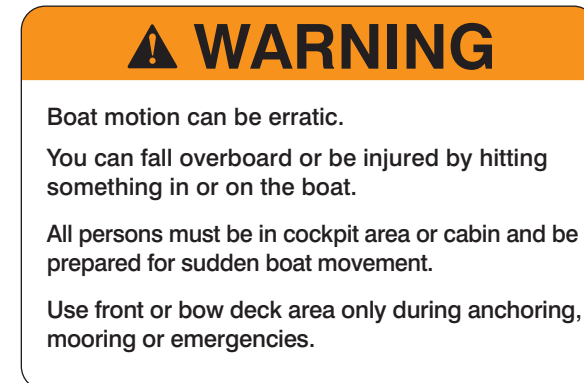 WARNING
Boat motion can be erratic.
You can fall overboard or be injured by hitting
something in or on the boat.
All persons must be in cockpit area or cabin and be
prepared for sudden boat movement.
Use front or bow deck area only during anchoring,
mooring or emergencies.